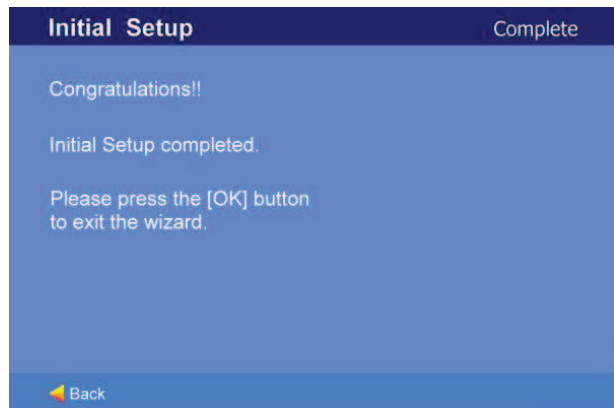 Initial Setup Complete
Congratulations!!
Initial Setup completed.
Please press the [OK] button
to exit the wizard.
Back